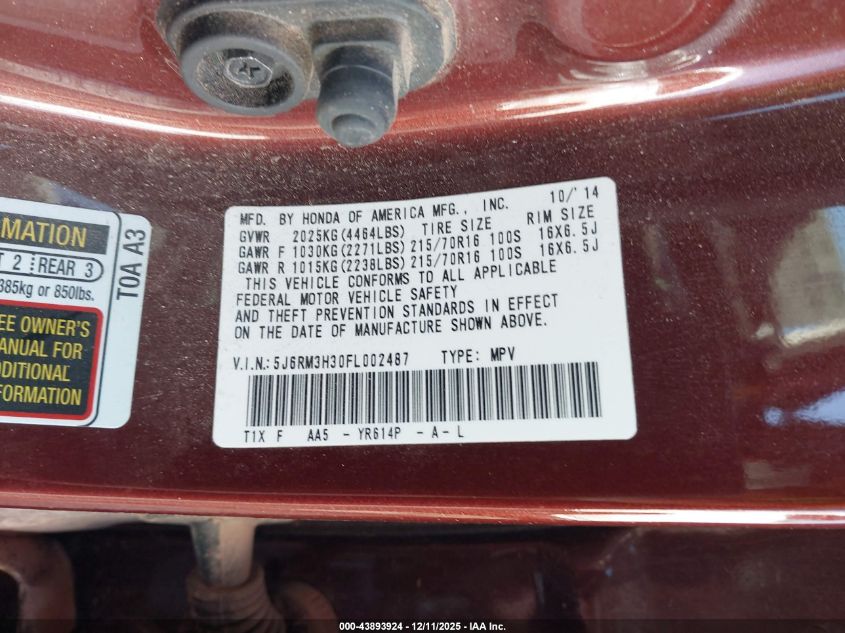 MFD. BY HONDA OF AMERICA MFG., INC. 10/'14
GVWR 2025KG(4464LBS) TIRE SIZE RIM SIZE
GAWR F 1030KG(2271LBS) 215/70R16 100S 16X6.5J
GAWR R 1015KG(2238LBS) 215/70R16 100S 16X6.5J
THIS VEHICLE CONFORMS TO ALL APPLICABLE
FEDERAL MOTOR VEHICLE SAFETY
AND THEFT PREVENTION STANDARDS IN EFFECT
ON THE DATE OF MANUFACTURE SHOWN ABOVE.
V.I.N.: 5J6RM3H30FL002487 TYPE: MPV
T1X F AA5 - YR614P - A - L
MATION
T 2 REAR 3
385kg or 850lbs.
EE OWNER'S
ANUAL FOR
DDITIONAL
FORMATION
T0A A3
000-43893924 - 12/11/2025 - IAA Inc.